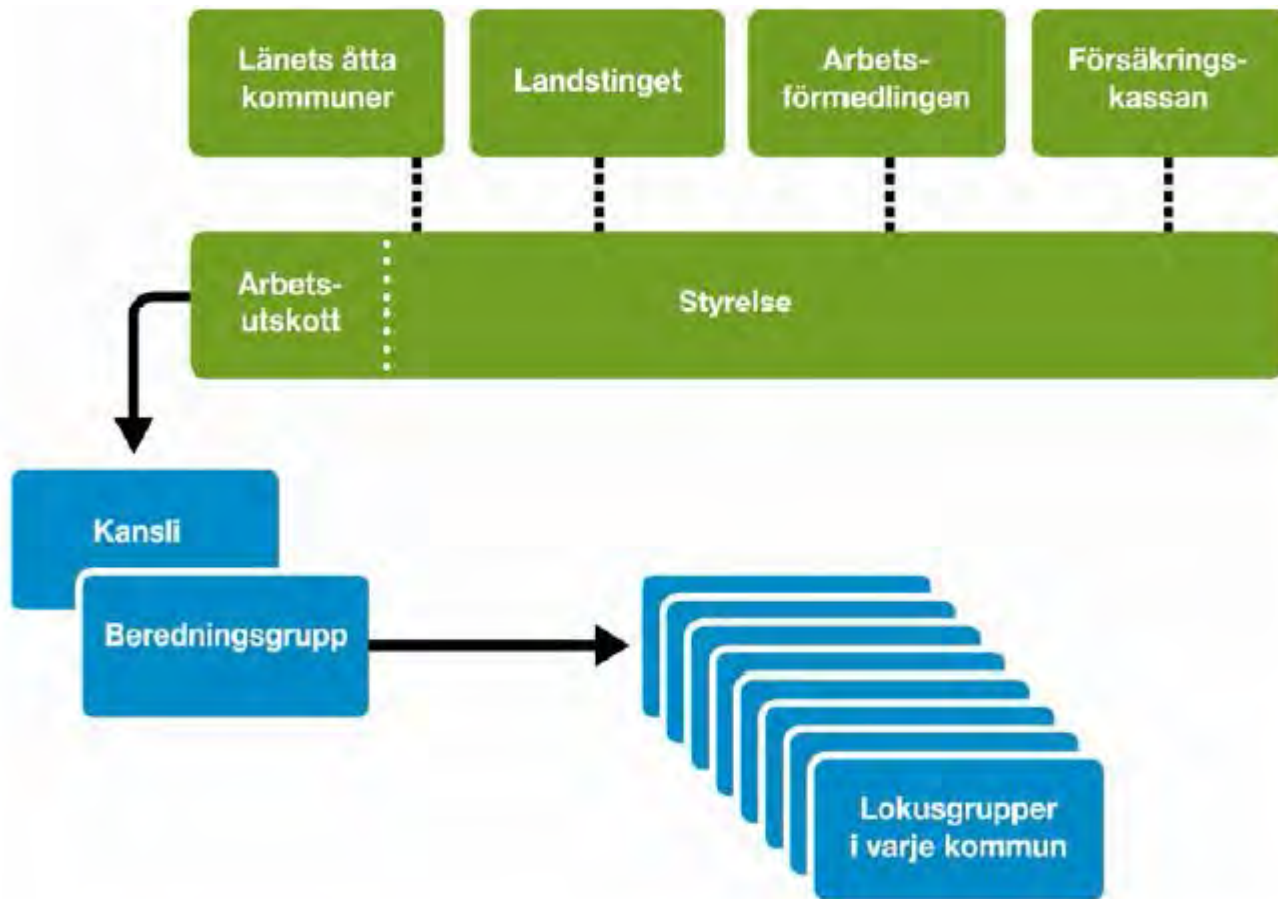 Länets åtta
kommuner
Landstinget
Arbets-
förmedlingen
Försäkrings-
kassan
Arbets-
utskott
Styrelse
Kansli
Beredningsgrupp
Lokusgrupper
i varje kommun